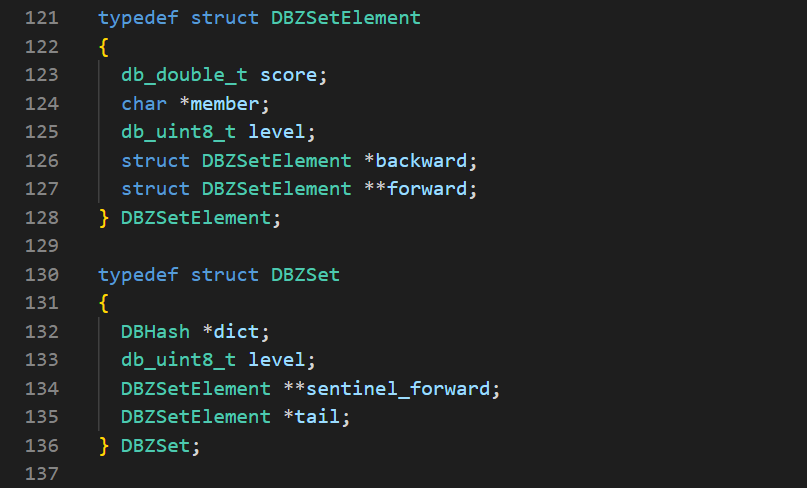 121 typedef struct DBZSetElement
122 {
123   db_double_t score;
124   char *member;
125   db_uint8_t level;
126   struct DBZSetElement *backward;
127   struct DBZSetElement **forward;
128 } DBZSetElement;
129
130 typedef struct DBZSet
131 {
132   DBHash *dict;
133   db_uint8_t level;
134   DBZSetElement **sentinel_forward;
135   DBZSetElement *tail;
136 } DBZSet;
137